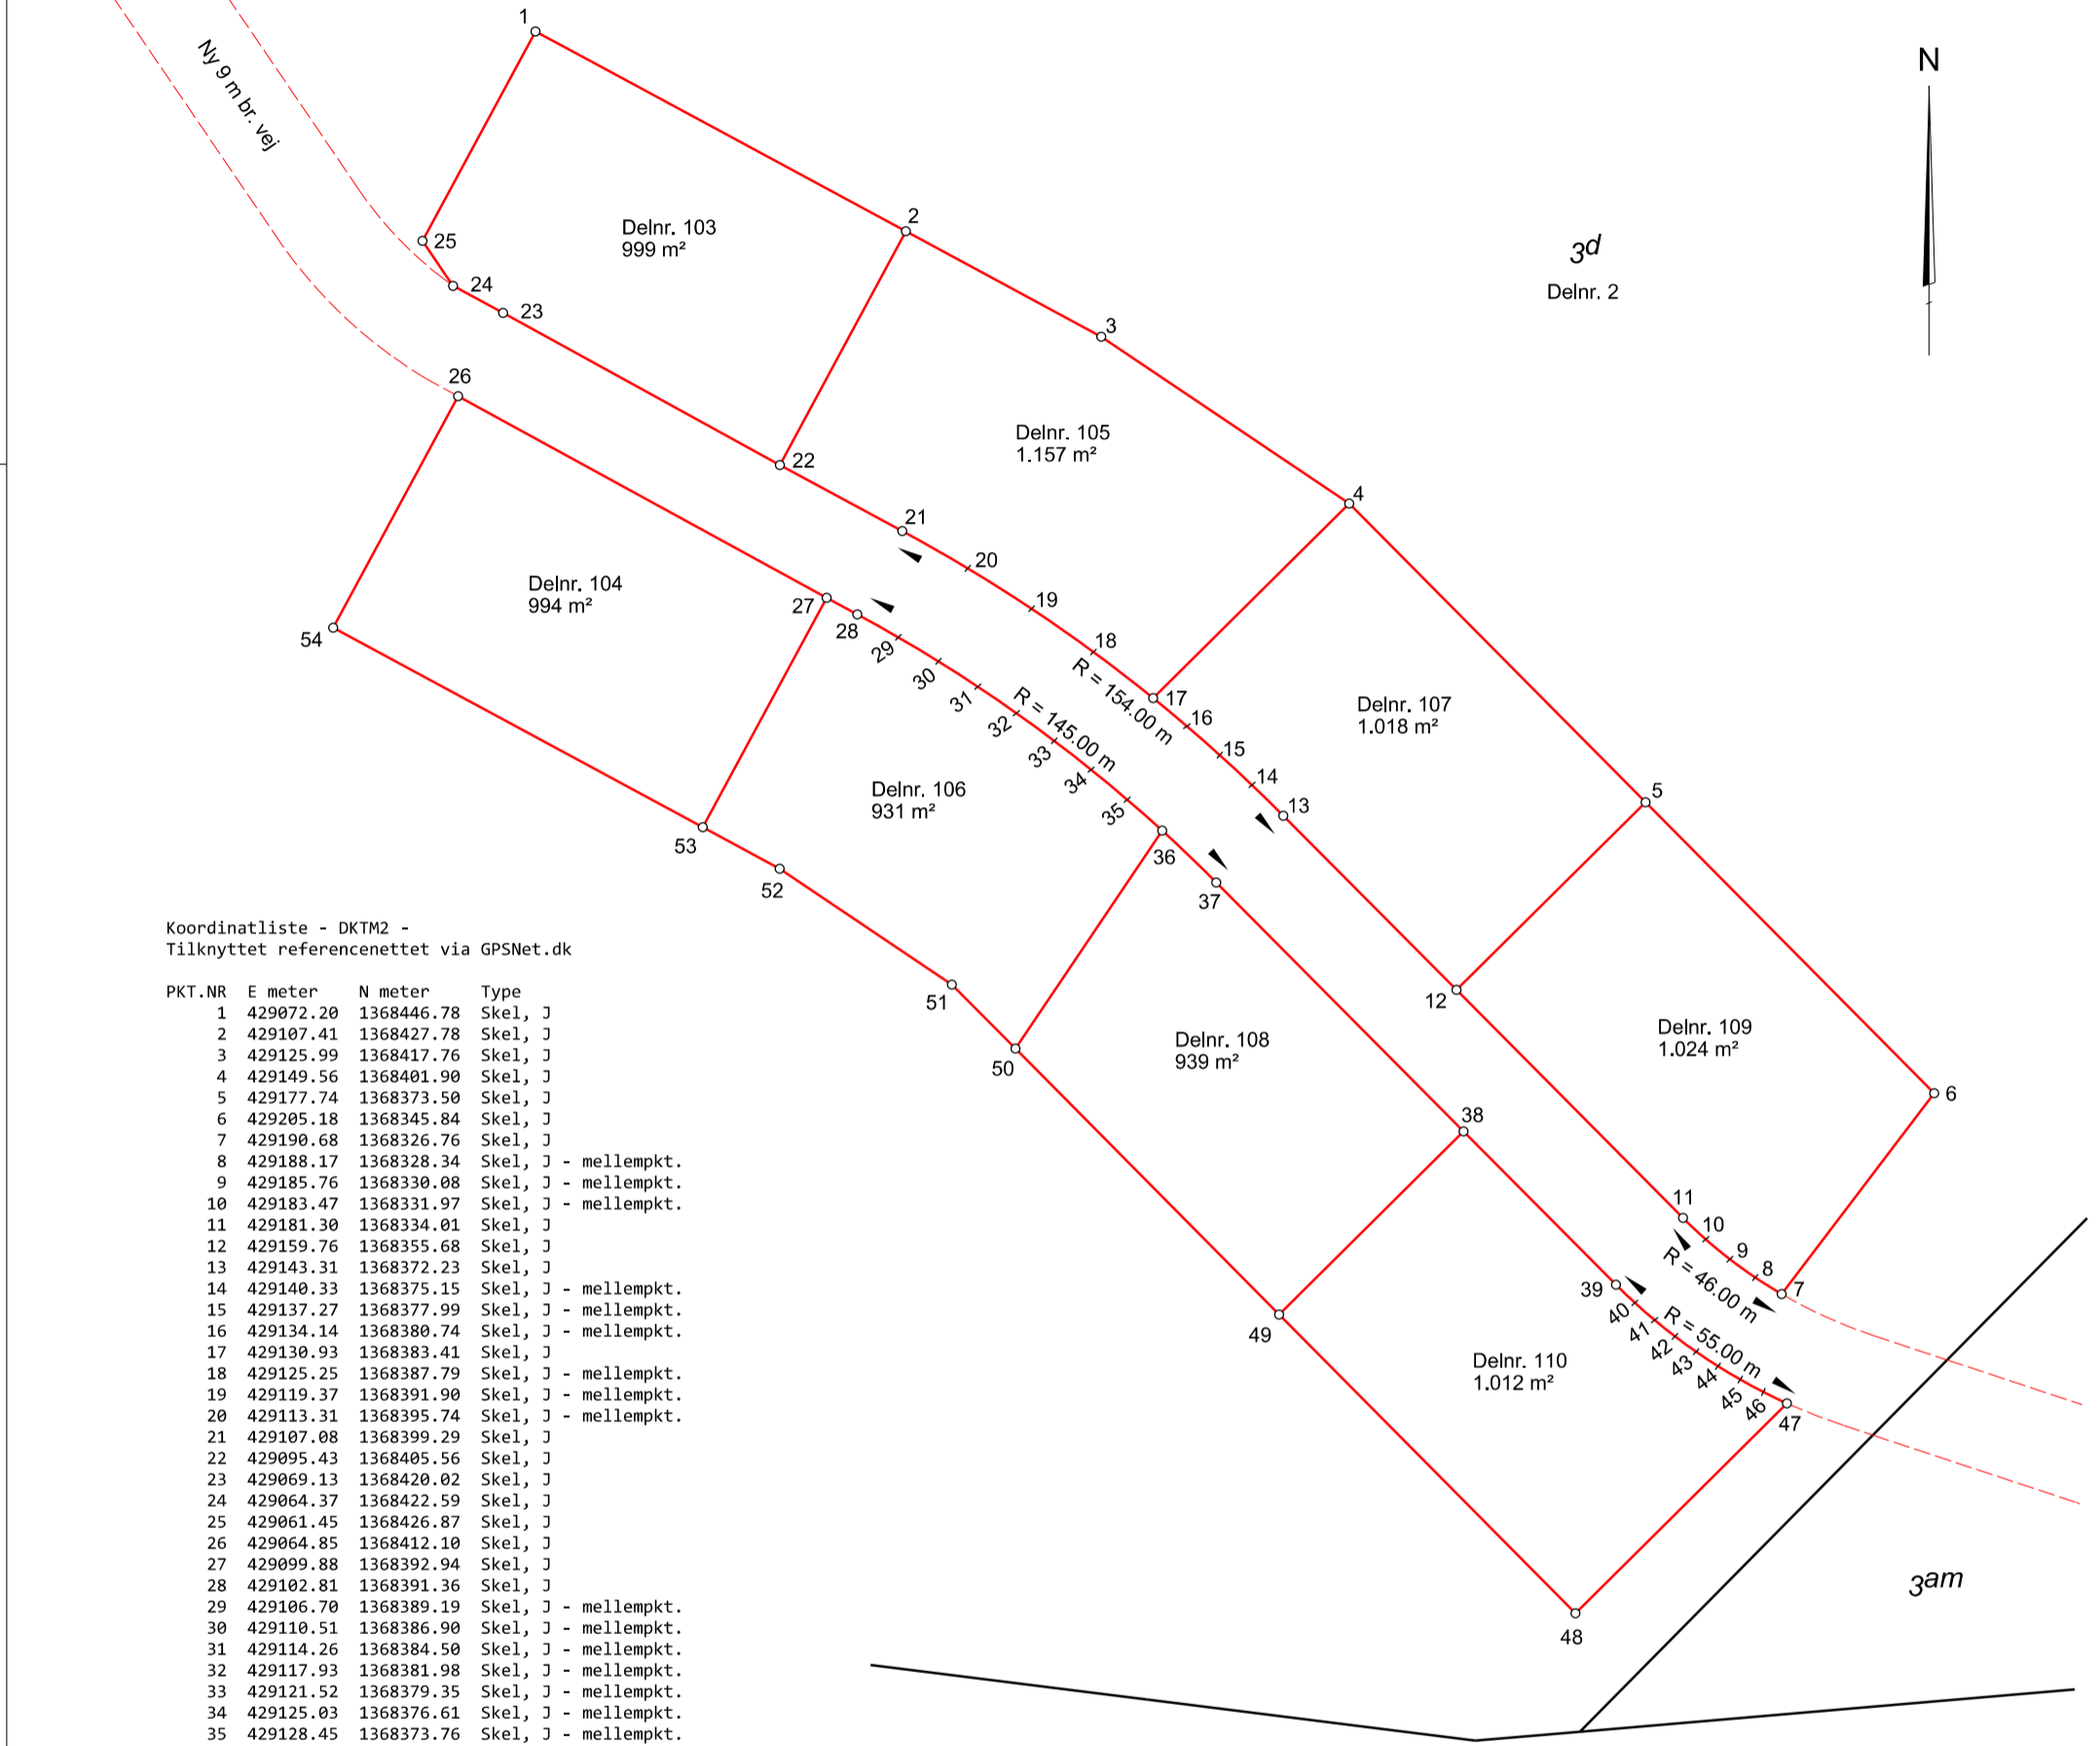 1
N
Ny 9 m br. vej
2
Delnr. 103
999 m²
25
3d
24
Delnr. 2
23
3
26
Delnr. 105
1.157 m²
22
4
21
20
Delnr. 104
994 m²
19
27
28
54
29
18
30
R = 154.00 m
17
31
R = 145.00 m
16
Delnr. 107
1.018 m²
32
15
33
34
14
Delnr. 106
931 m²
5
35
13
53
36
52
37
51
12
50
Delnr. 108
939 m²
Delnr. 109
1.024 m²
6
38
11
10
9
8
7
R = 46.00 m
39
40
41
R = 55.00 m
42
43
44
45
46
47
49
Delnr. 110
1.012 m²
3am
48
Koordinatliste - DKTM2 -
Tilknyttet referencenettet via GPSNet.dk
PKT.NR E meter N meter Type
1 429072.20 1368446.78 Skel, J
2 429107.41 1368427.78 Skel, J
3 429125.99 1368417.76 Skel, J
4 429149.56 1368401.90 Skel, J
5 429177.74 1368373.50 Skel, J
6 429205.18 1368345.84 Skel, J
7 429190.68 1368326.76 Skel, J
8 429188.17 1368328.34 Skel, J - mellempkt.
9 429185.76 1368330.08 Skel, J - mellempkt.
10 429183.47 1368331.97 Skel, J - mellempkt.
11 429181.30 1368334.01 Skel, J
12 429159.76 1368355.68 Skel, J
13 429143.31 1368372.23 Skel, J
14 429140.33 1368375.15 Skel, J - mellempkt.
15 429137.27 1368377.99 Skel, J - mellempkt.
16 429134.14 1368380.74 Skel, J - mellempkt.
17 429130.93 1368383.41 Skel, J
18 429125.25 1368387.79 Skel, J - mellempkt.
19 429119.37 1368391.90 Skel, J - mellempkt.
20 429113.31 1368395.74 Skel, J - mellempkt.
21 429107.08 1368399.29 Skel, J
22 429095.43 1368405.56 Skel, J
23 429069.13 1368420.02 Skel, J
24 429064.37 1368422.59 Skel, J
25 429061.45 1368426.87 Skel, J
26 429064.85 1368412.10 Skel, J
27 429099.88 1368392.94 Skel, J
28 429102.81 1368391.36 Skel, J
29 429106.70 1368389.19 Skel, J - mellempkt.
30 429110.51 1368386.90 Skel, J - mellempkt.
31 429114.26 1368384.50 Skel, J - mellempkt.
32 429117.93 1368381.98 Skel, J - mellempkt.
33 429121.52 1368379.35 Skel, J - mellempkt.
34 429125.03 1368376.61 Skel, J - mellempkt.
35 429128.45 1368373.76 Skel, J - mellempkt.